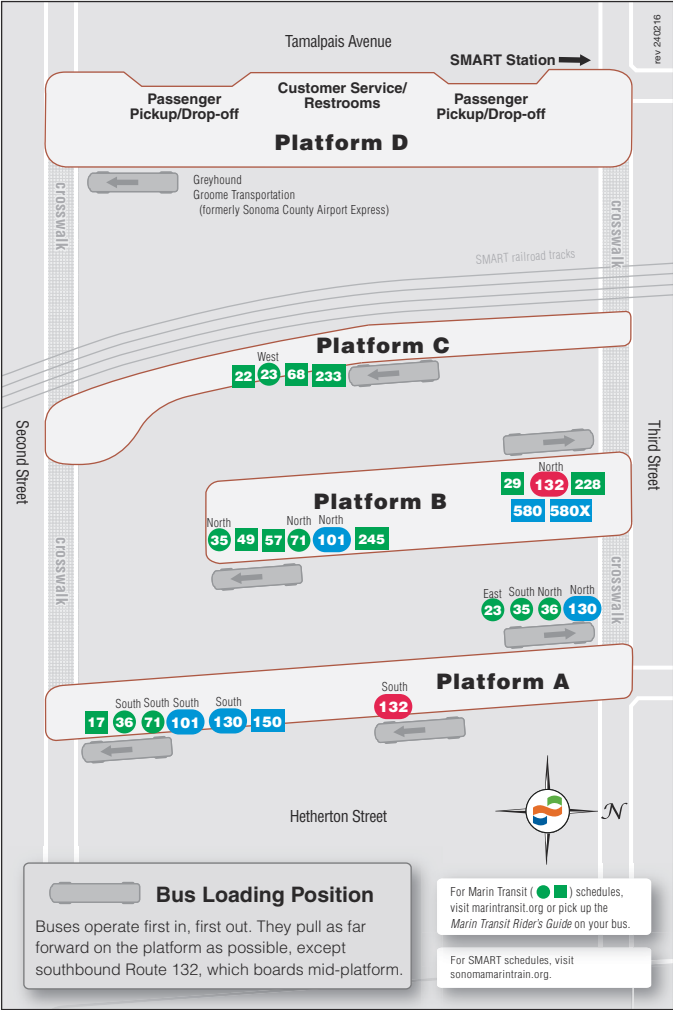 rev 240216
Tamalpais Avenue
SMART Station
Passenger
Pickup/Drop-off
Customer Service/
Restrooms
Passenger
Pickup/Drop-off
Platform D
Greyhound
Groome Transportation
(formerly Sonoma County Airport Express)
crosswalk
crosswalk
SMART railroad tracks
Platform C
West
22 23 68 233
Second Street
Third Street
Platform B
North
29 132 228
580 580X
North North North
35 49 57 71 101 245
crosswalk
crosswalk
East South North North
23 35 36 130
Platform A
South
132
South South South South
17 36 71 101 130 150
Hetherton Street
N
Bus Loading Position
Buses operate first in, first out. They pull as far
forward on the platform as possible, except
southbound Route 132, which boards mid-platform.
For Marin Transit ( ) schedules,
visit marintransit.org or pick up the
Marin Transit Rider's Guide on your bus.
For SMART schedules, visit
sonomamarintrain.org.